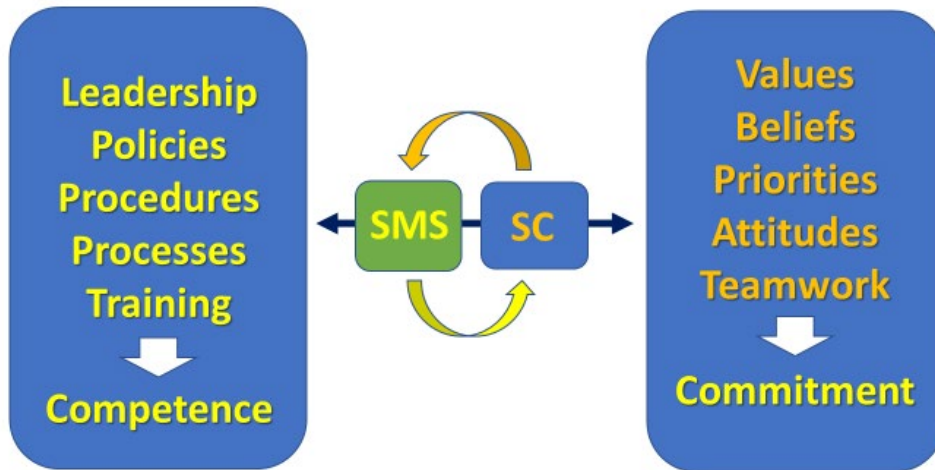 Leadership
Policies
Procedures
Processes
Training
Competence
SMS
SC
Values
Beliefs
Priorities
Attitudes
Teamwork
Commitment